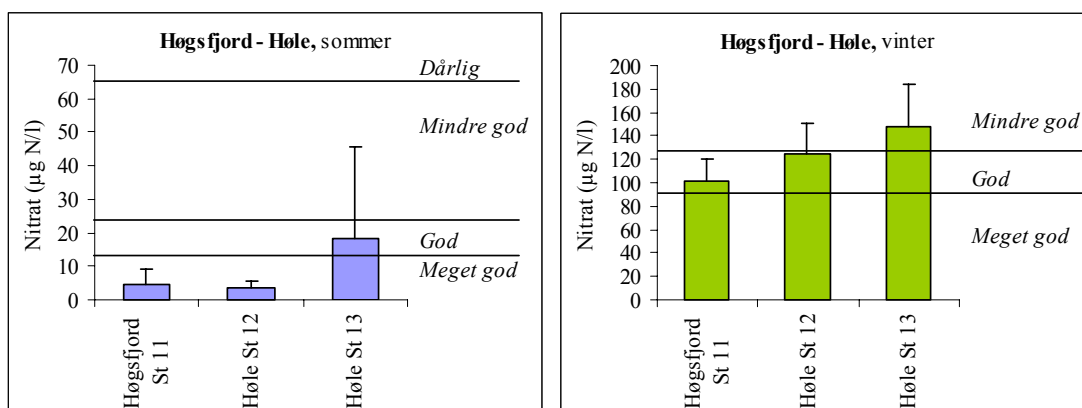 Høgsfjord - Høle, sommer
70
60
50
40
30
20
10
0
Nitrat (µg N/l)
Dårlig
Mindre god
God
Meget god
Høgsfjord
St 11
Høle St 12
Høle St 13
Høgsfjord - Høle, vinter
200
180
160
140
120
100
80
60
40
20
0
Nitrat (µg N/l)
Mindre god
God
Meget god
Høgsfjord
St 11
Høle St 12
Høle St 13